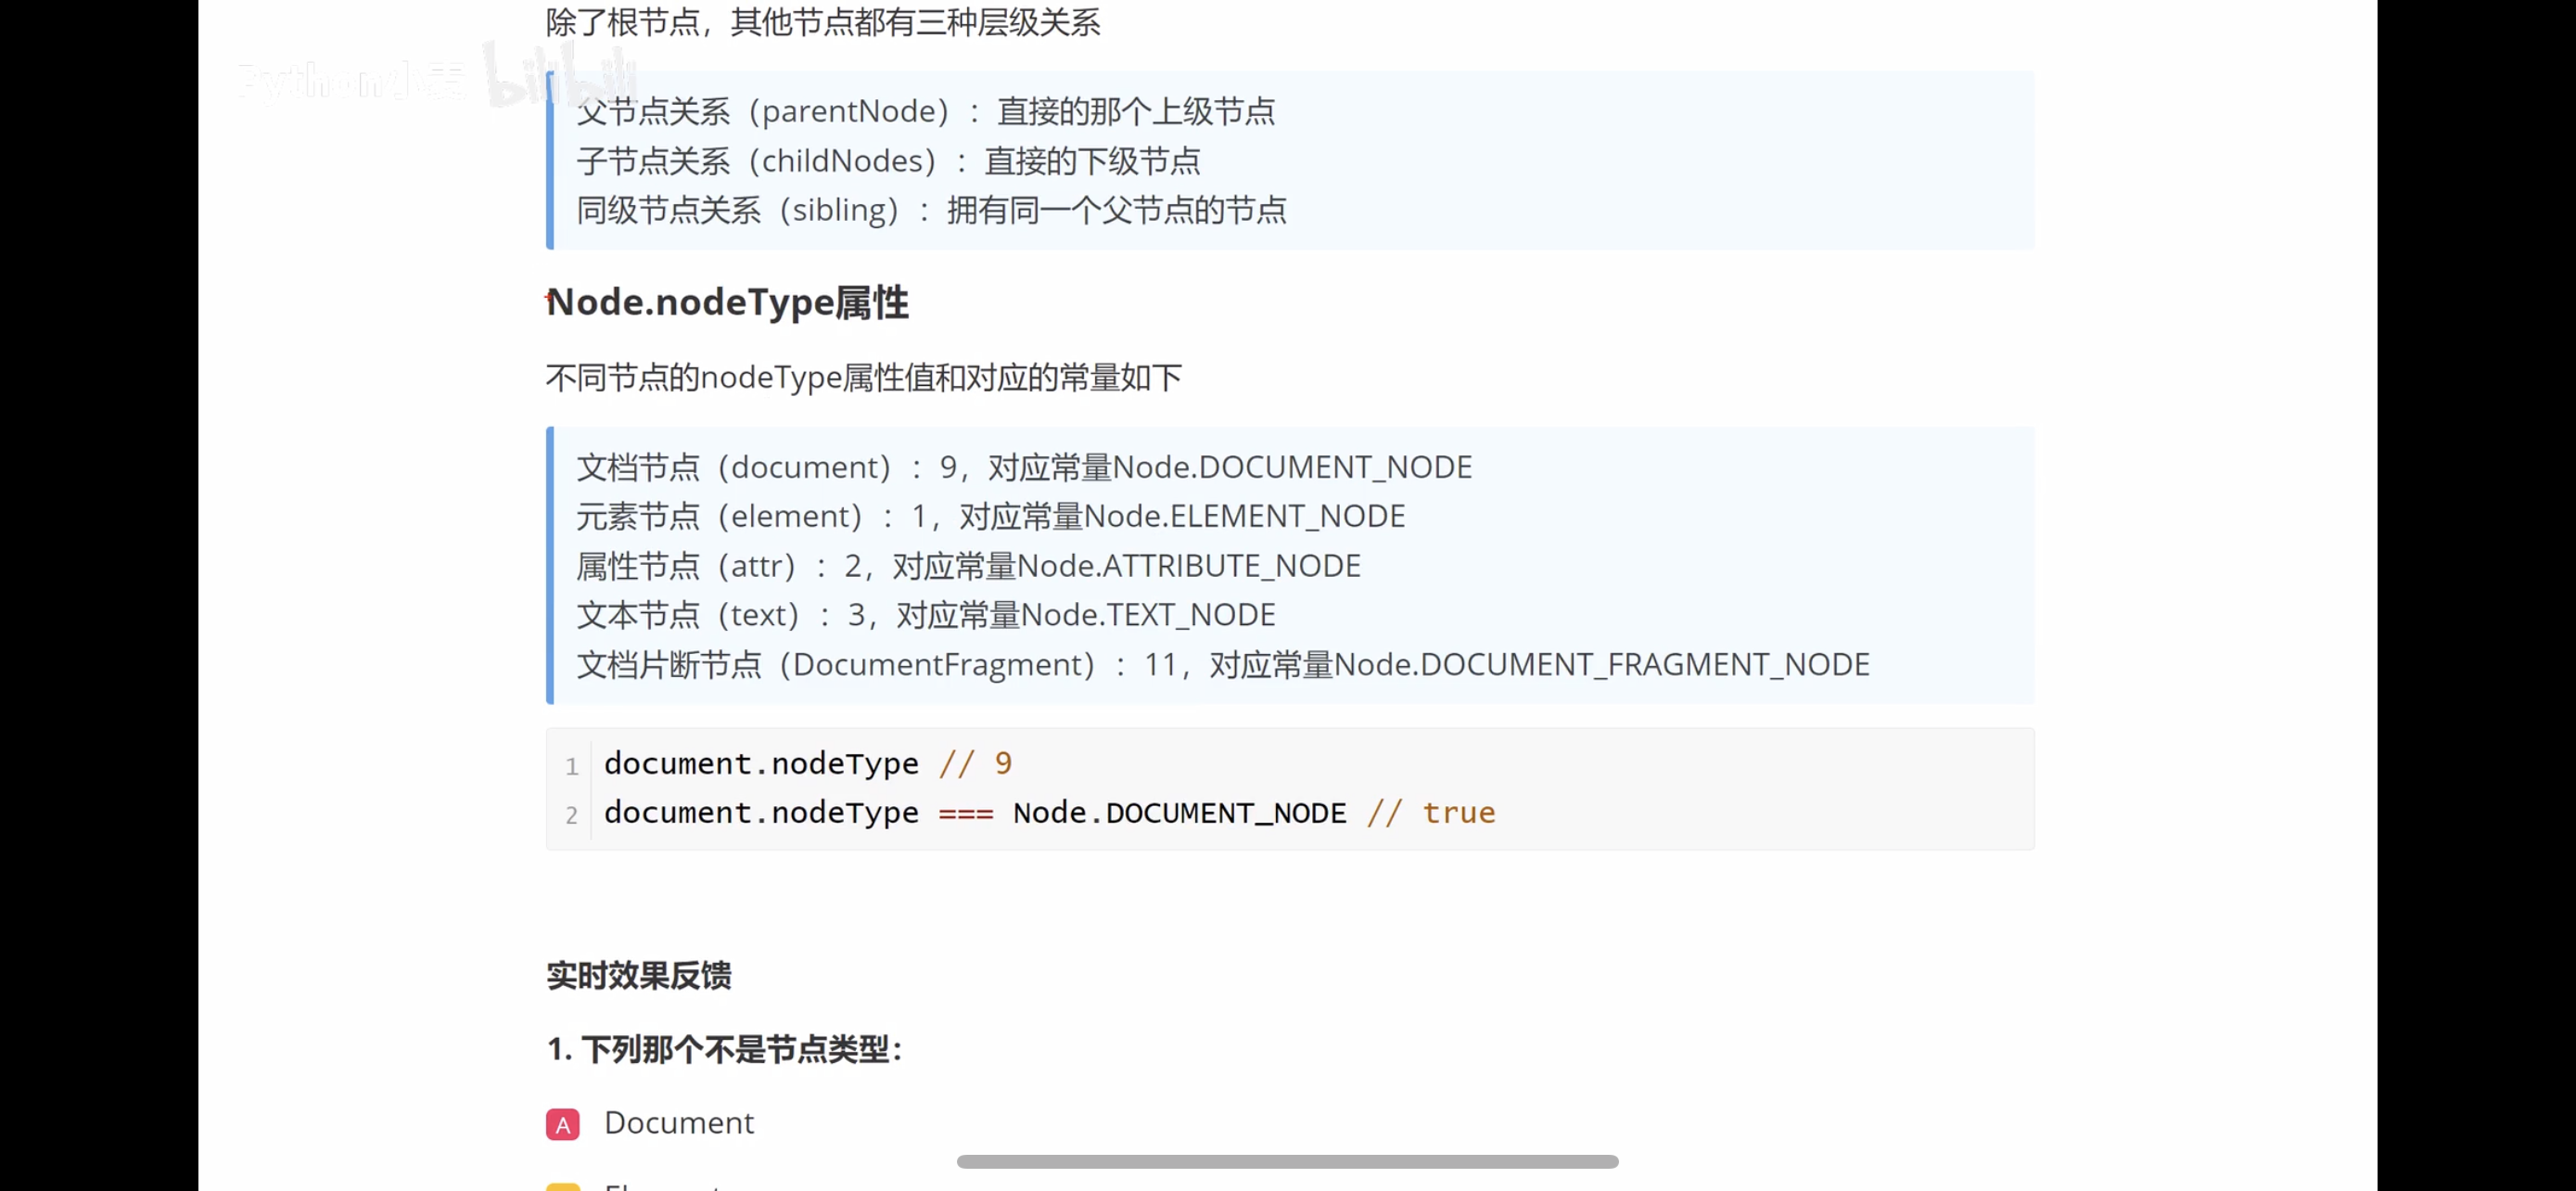 除了根节点，其他节点都有三种层级关系
bilibili
父节点关系（parentNode）：直接的那个上级节点
子节点关系（childNodes）：直接的下级节点
同级节点关系（sibling）：拥有同一个父节点的节点
Node.nodeType属性
不同节点的nodeType属性值和对应的常量如下
文档节点（document）：9，对应常量Node.DOCUMENT_NODE
元素节点（element）：1，对应常量Node.ELEMENT_NODE
属性节点（attr）：2，对应常量Node.ATTRIBUTE_NODE
文本节点（text）：3，对应常量Node.TEXT_NODE
文档片断节点（DocumentFragment）：11，对应常量Node.DOCUMENT_FRAGMENT_NODE
1 document.nodeType // 9
2 document.nodeType === Node.DOCUMENT_NODE // true
实时效果反馈
1. 下列那个不是节点类型：
A Document